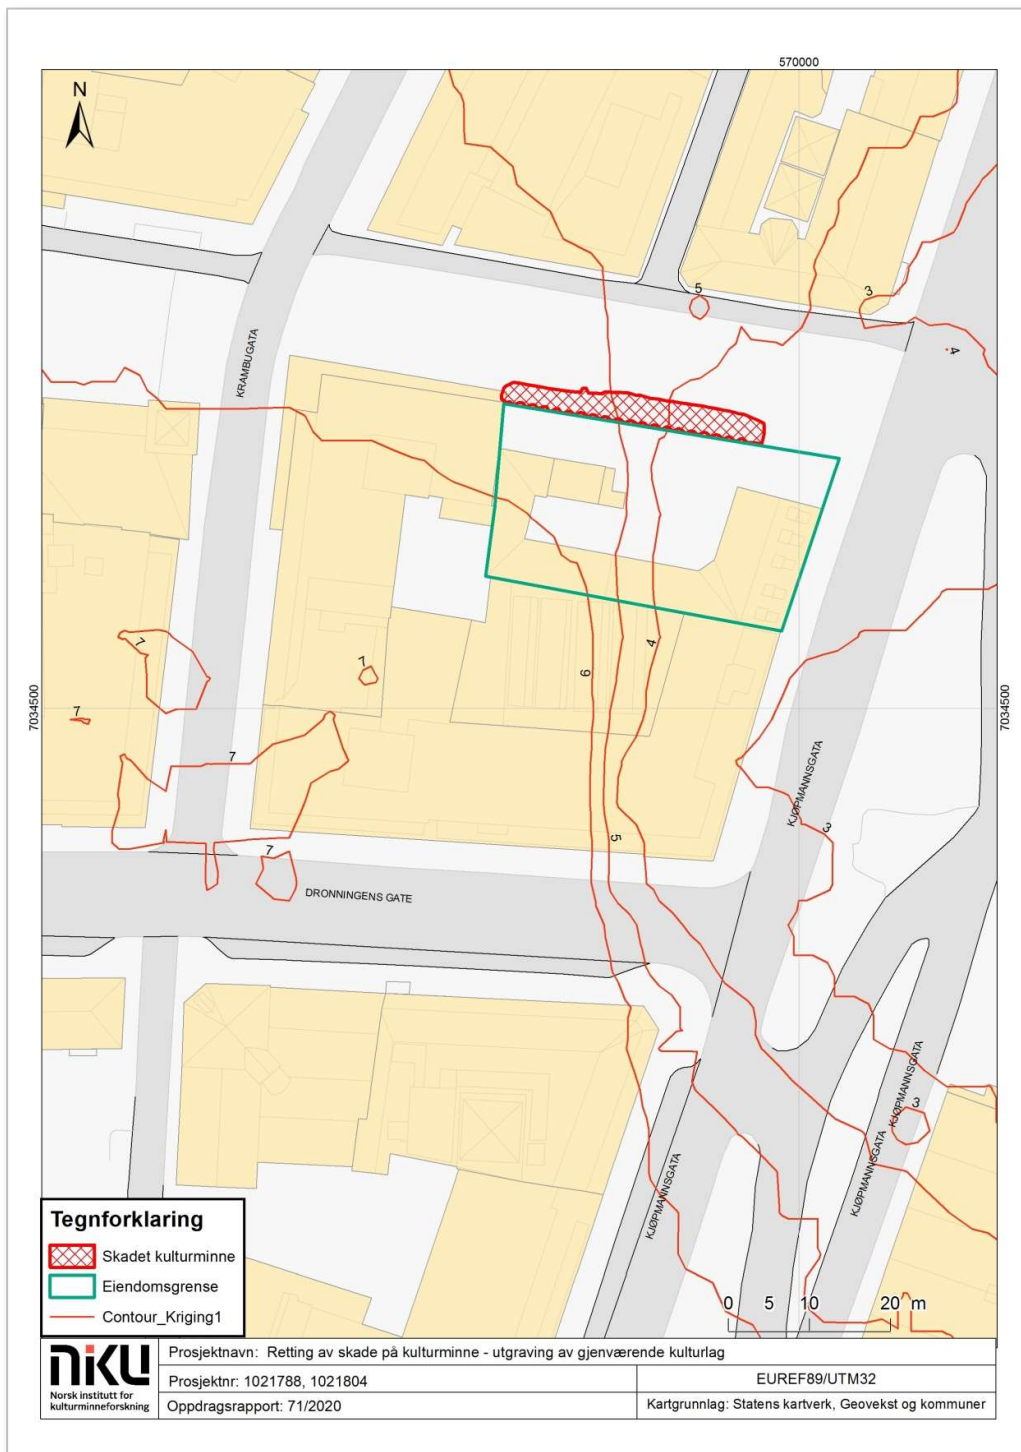 570000
N
5
3
4
KRAMBUGATA
7034500
7034500
7
7
7
7
7
6
4
5
3
KJØPMANNSGATA
DRONNINGENS GATE
KJØPMANNSGATA
3
KJØPMANNSGATA
KJØPMANNSGATA
0 5 10 20 m
Tegnforklaring
Skadet kulturminne
Eiendomsgrense
Contour_Kriging1
NIKU
Norsk institutt for
kulturminneforskning
Prosjektnavn: Retting av skade på kulturminne - utgraving av gjenværende kulturlag
Prosjektnr: 1021788, 1021804
EUREF89/UTM32
Oppdragsrapport: 71/2020
Kartgrunnlag: Statens kartverk, Geovekst og kommuner